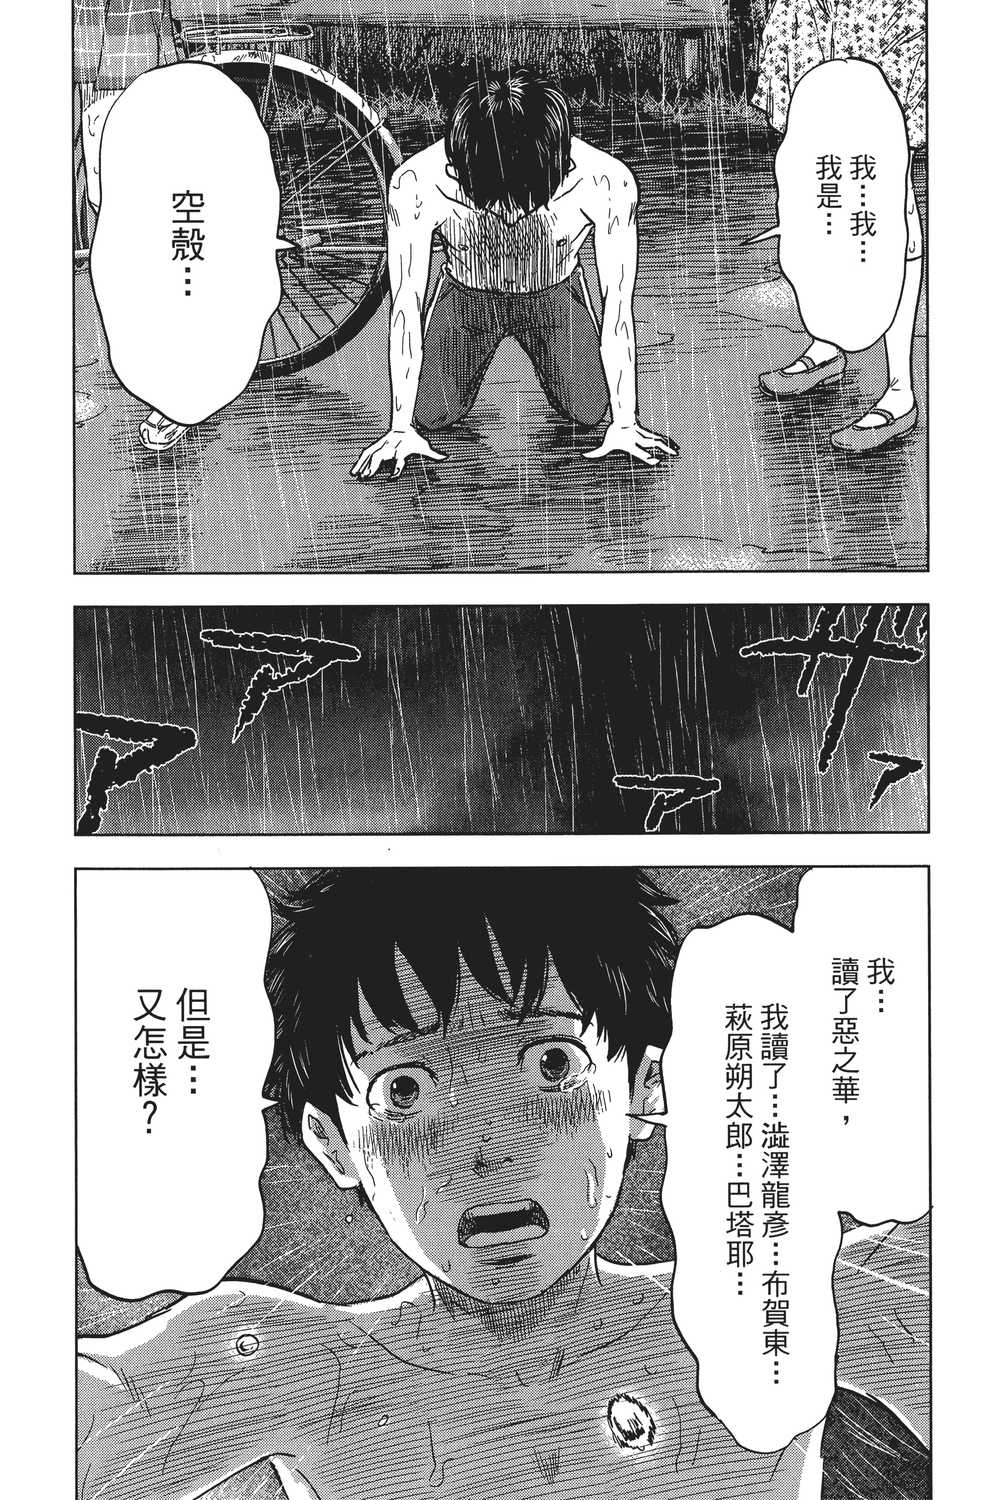 我…我…
我是…
空殼…
ザ
ア
ア
ア
ア
我…
讀了惡之華，
我讀了…澁澤龍彥…布賀東…
萩原朔太郎…巴塔耶…
但是…
又怎樣？